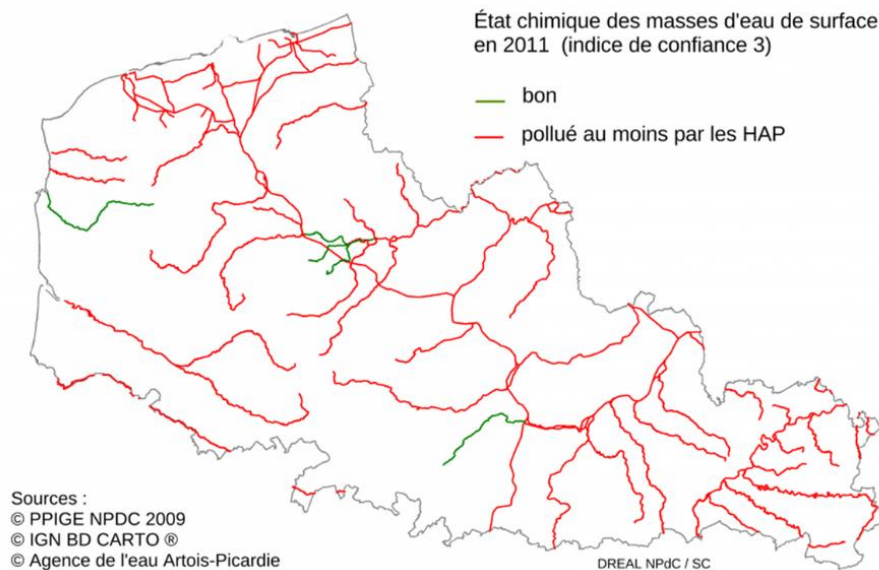 État chimique des masses d'eau de surface
en 2011 (indice de confiance 3)
bon
pollué au moins par les HAP
Sources :
© PPIGE NPDC 2009
© IGN BD CARTO ®
© Agence de l'eau Artois-Picardie
DREAL NPdC / SC